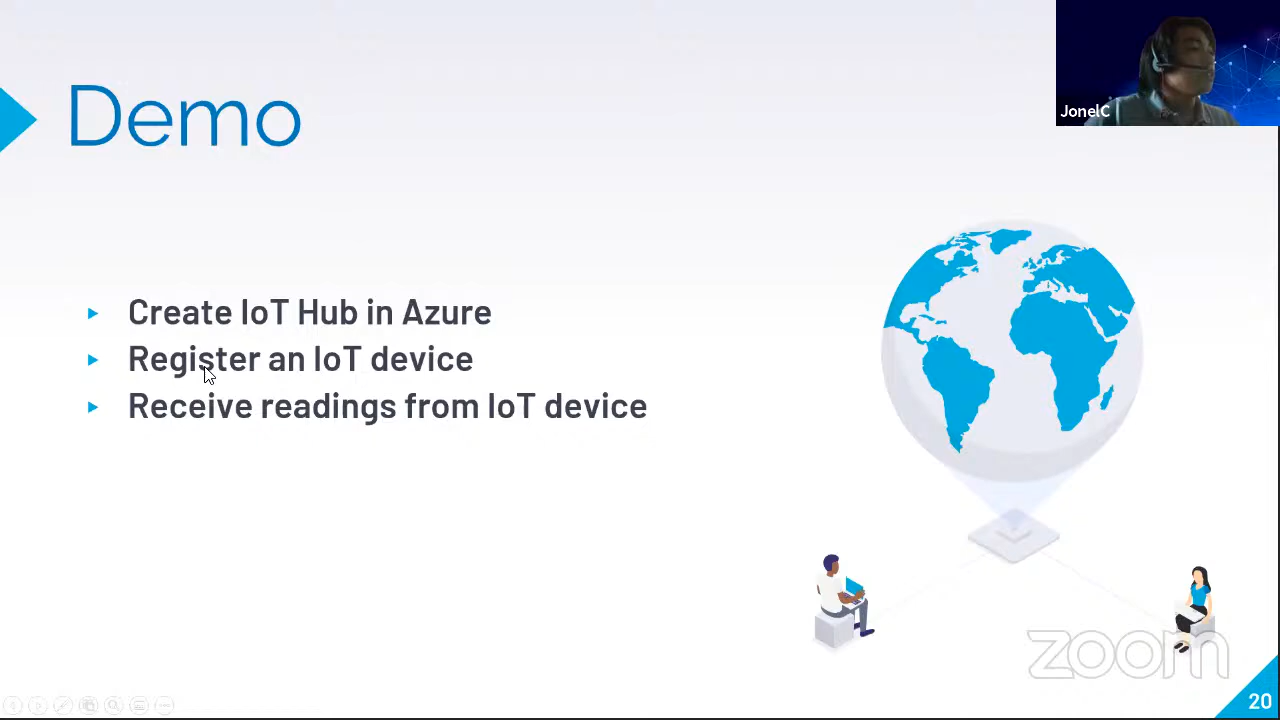 Demo
JonelC
Create IoT Hub in Azure
Register an IoT device
Receive readings from IoT device
zoom
20